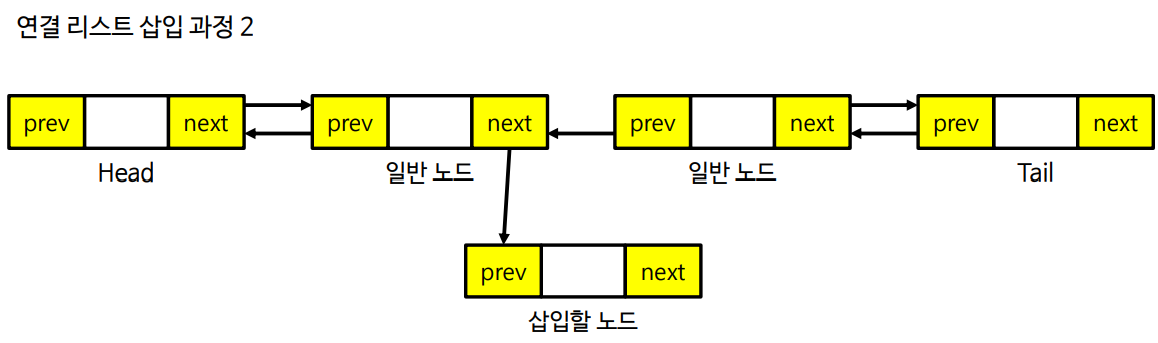 연결 리스트 삽입 과정 2
prev next prev next prev next prev next
Head 일반 노드 일반 노드 Tail
prev next
삽입할 노드